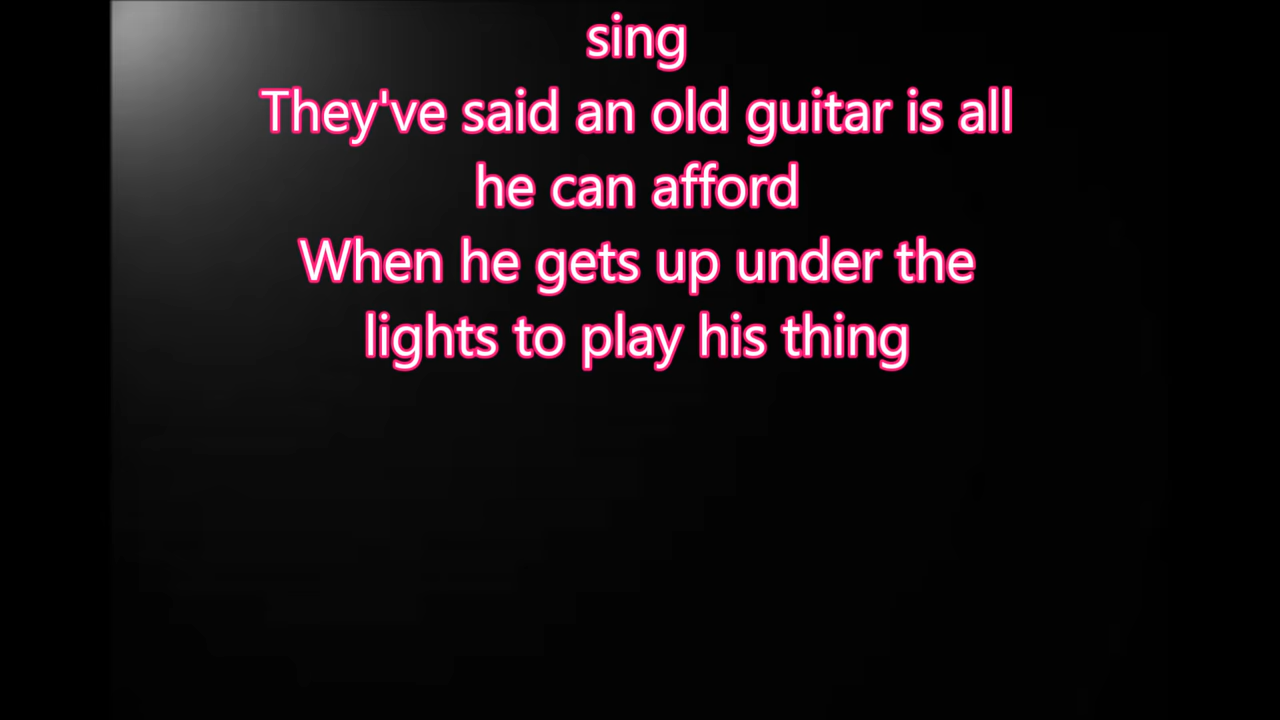 sing
They've said an old guitar is all
he can afford
When he gets up under the
lights to play his thing